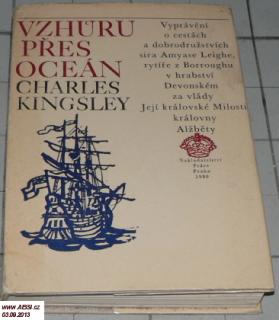 VZHŮRU
PŘES
OCEÁN
CHARLES
KINGSLEY
Vyprávění
o cestách
a dobrodružstvích
sira Amyase Leighe,
rytíře z Borroughu
v hrabství
Devonském
za vlády
Její královské Milosti
královny
Alžběty
Nakladatelství
Práce
Praha
1980
www.AESSI.cz
03.09.2013